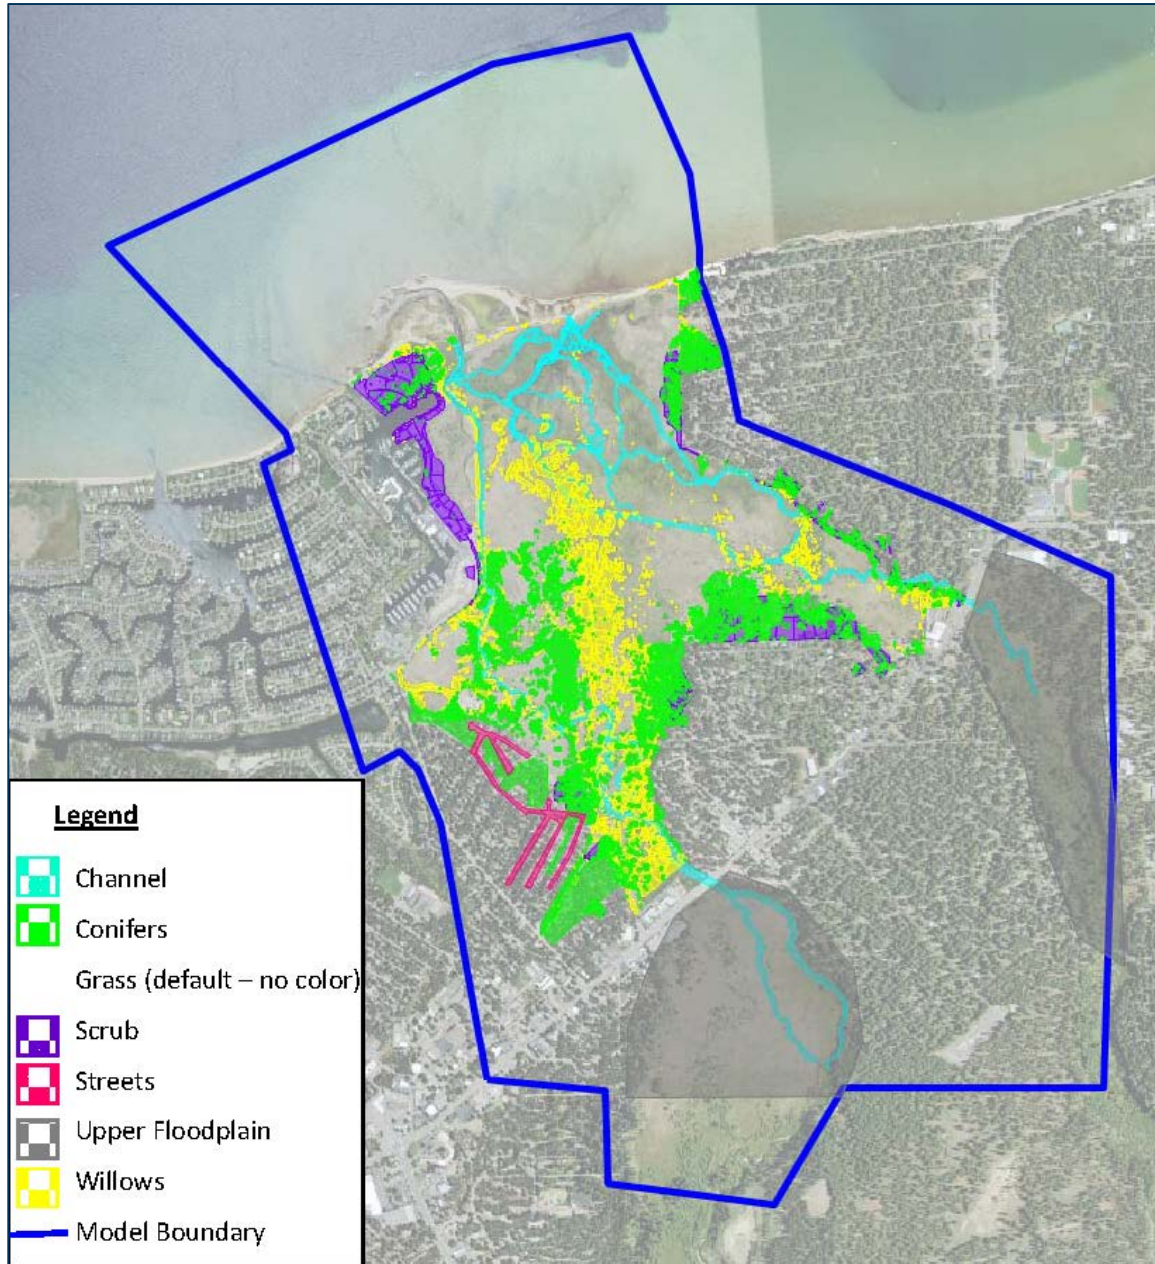 Legend
Channel
Conifers
Grass (default – no color)
Scrub
Streets
Upper Floodplain
Willows
Model Boundary